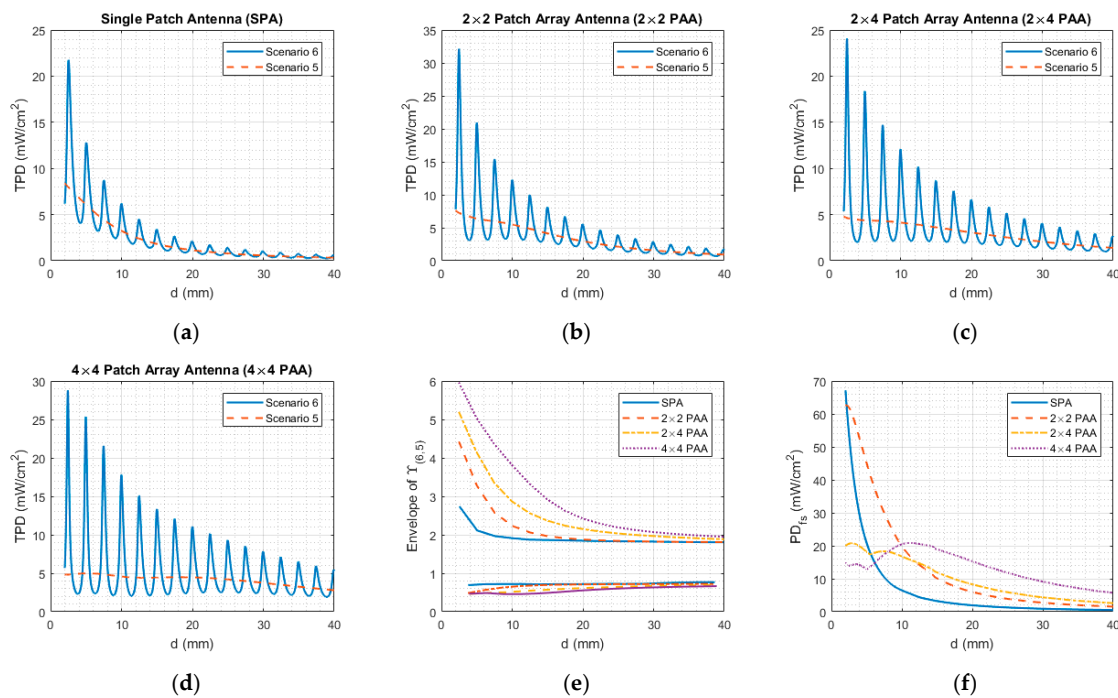 Single Patch Antenna (SPA)
TPD (mW/cm²)
25
20
15
10
5
0
0 10 20 30 40
d (mm)
Scenario 6
Scenario 5
(a)
2×2 Patch Array Antenna (2×2 PAA)
TPD (mW/cm²)
35
30
25
20
15
10
5
0
0 10 20 30 40
d (mm)
Scenario 6
Scenario 5
(b)
2×4 Patch Array Antenna (2×4 PAA)
TPD (mW/cm²)
25
20
15
10
5
0
0 10 20 30 40
d (mm)
Scenario 6
Scenario 5
(c)
4×4 Patch Array Antenna (4×4 PAA)
TPD (mW/cm²)
30
25
20
15
10
5
0
0 10 20 30 40
d (mm)
Scenario 6
Scenario 5
(d)
Envelope of ϒ(6,5)
6
5
4
3
2
1
0
0 10 20 30 40
d (mm)
SPA
2×2 PAA
2×4 PAA
4×4 PAA
(e)
PDfs (mW/cm²)
70
60
50
40
30
20
10
0
0 10 20 30 40
d (mm)
SPA
2×2 PAA
2×4 PAA
4×4 PAA
(f)